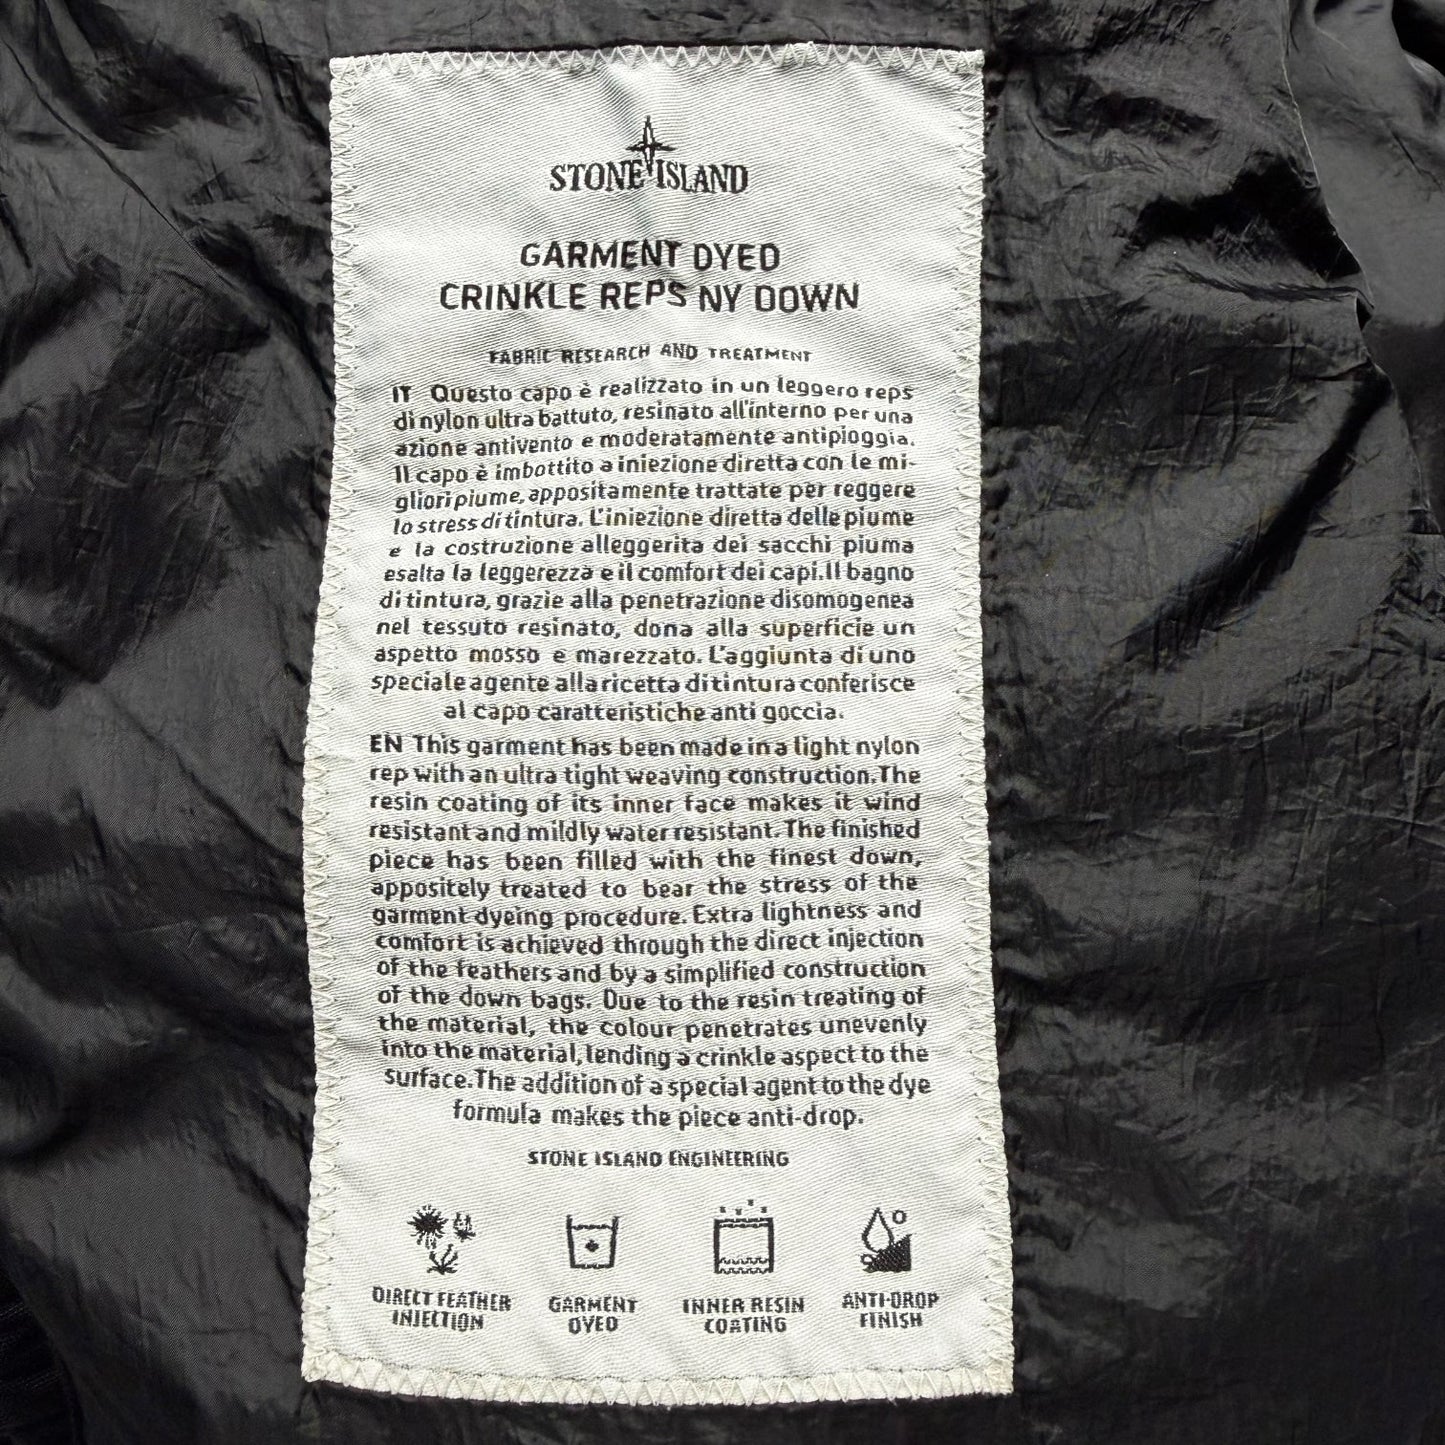 STONE ISLAND
GARMENT DYED
CRINKLE REPS NY DOWN
FABRIC RESEARCH AND TREATMENT
IT Questo capo è realizzato in un leggero reps
di nylon ultra battuto, resinato all'interno per una
azione antivento e moderatamente antipioggia.
Il capo è imbottito a iniezione diretta con le mi-
gliori piume, appositamente trattate per reggere
lo stress di tintura. L'iniezione diretta delle piume
e la costruzione alleggerita dei sacchi piuma
esalta la leggerezza e il comfort dei capi. Il bagno
di tintura, grazie alla penetrazione disomogenea
nel tessuto resinato, dona alla superficie un
aspetto mosso e marezzato. L'aggiunta di uno
speciale agente alla ricetta di tintura conferisce
al capo caratteristiche anti goccia.
EN This garment has been made in a light nylon
rep with an ultra tight weaving construction. The
resin coating of its inner face makes it wind
resistant and mildly water resistant. The finished
piece has been filled with the finest down,
appositely treated to bear the stress of the
garment dyeing procedure. Extra lightness and
comfort is achieved through the direct injection
of the feathers and by a simplified construction
of the down bags. Due to the resin treating of
the material, the colour penetrates unevenly
into the material, lending a crinkle aspect to the
surface. The addition of a special agent to the dye
formula makes the piece anti-drop.
STONE ISLAND ENGINEERING
DIRECT FEATHER
INJECTION
GARMENT
DYED
INNER RESIN
COATING
ANTI-DROP
FINISH